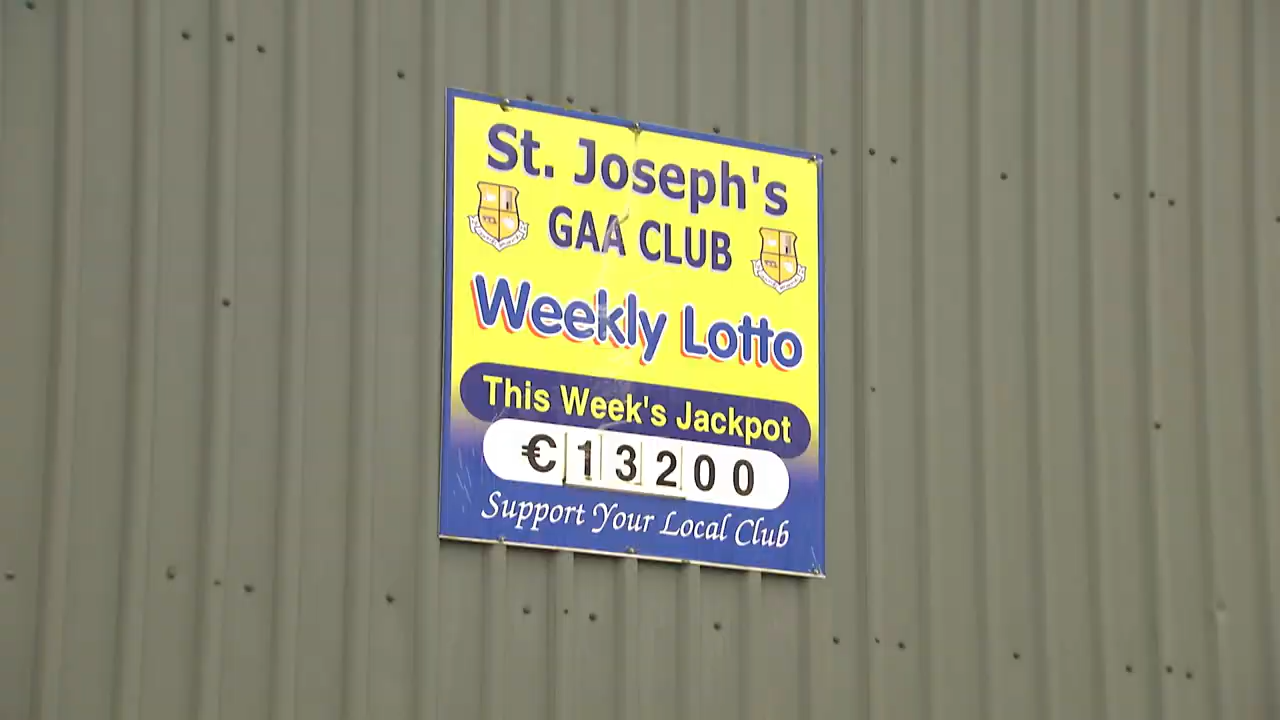 St. Joseph's
GAA CLUB
Weekly Lotto
This Week's Jackpot
€13200
Support Your Local Club